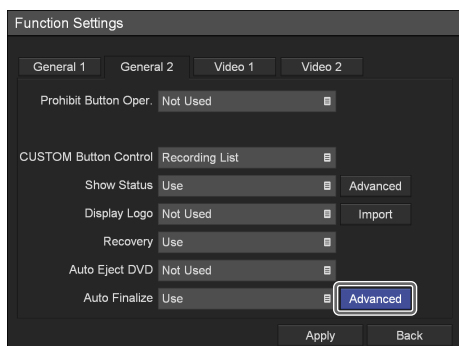 Function Settings
General 1 General 2 Video 1 Video 2
Prohibit Button Oper. Not Used
CUSTOM Button Control Recording List
Show Status Use Advanced
Display Logo Not Used Import
Recovery Use
Auto Eject DVD Not Used
Auto Finalize Use Advanced
Apply Back